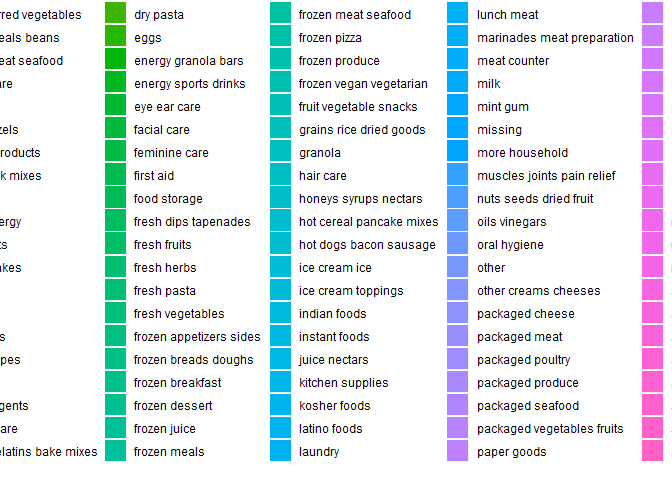 rred vegetables
eals beans
eat seafood
are
zels
roducts
k mixes
ergy
ts
akes
s
pes
gents
are
elatins bake mixes
dry pasta
eggs
energy granola bars
energy sports drinks
eye ear care
facial care
feminine care
first aid
food storage
fresh dips tapenades
fresh fruits
fresh herbs
fresh pasta
fresh vegetables
frozen appetizers sides
frozen breads doughs
frozen breakfast
frozen dessert
frozen juice
frozen meals
frozen meat seafood
frozen pizza
frozen produce
frozen vegan vegetarian
fruit vegetable snacks
grains rice dried goods
granola
hair care
honeys syrups nectars
hot cereal pancake mixes
hot dogs bacon sausage
ice cream ice
ice cream toppings
indian foods
instant foods
juice nectars
kitchen supplies
kosher foods
latino foods
laundry
lunch meat
marinades meat preparation
meat counter
milk
mint gum
missing
more household
muscles joints pain relief
nuts seeds dried fruit
oils vinegars
oral hygiene
other
other creams cheeses
packaged cheese
packaged meat
packaged poultry
packaged produce
packaged seafood
packaged vegetables fruits
paper goods